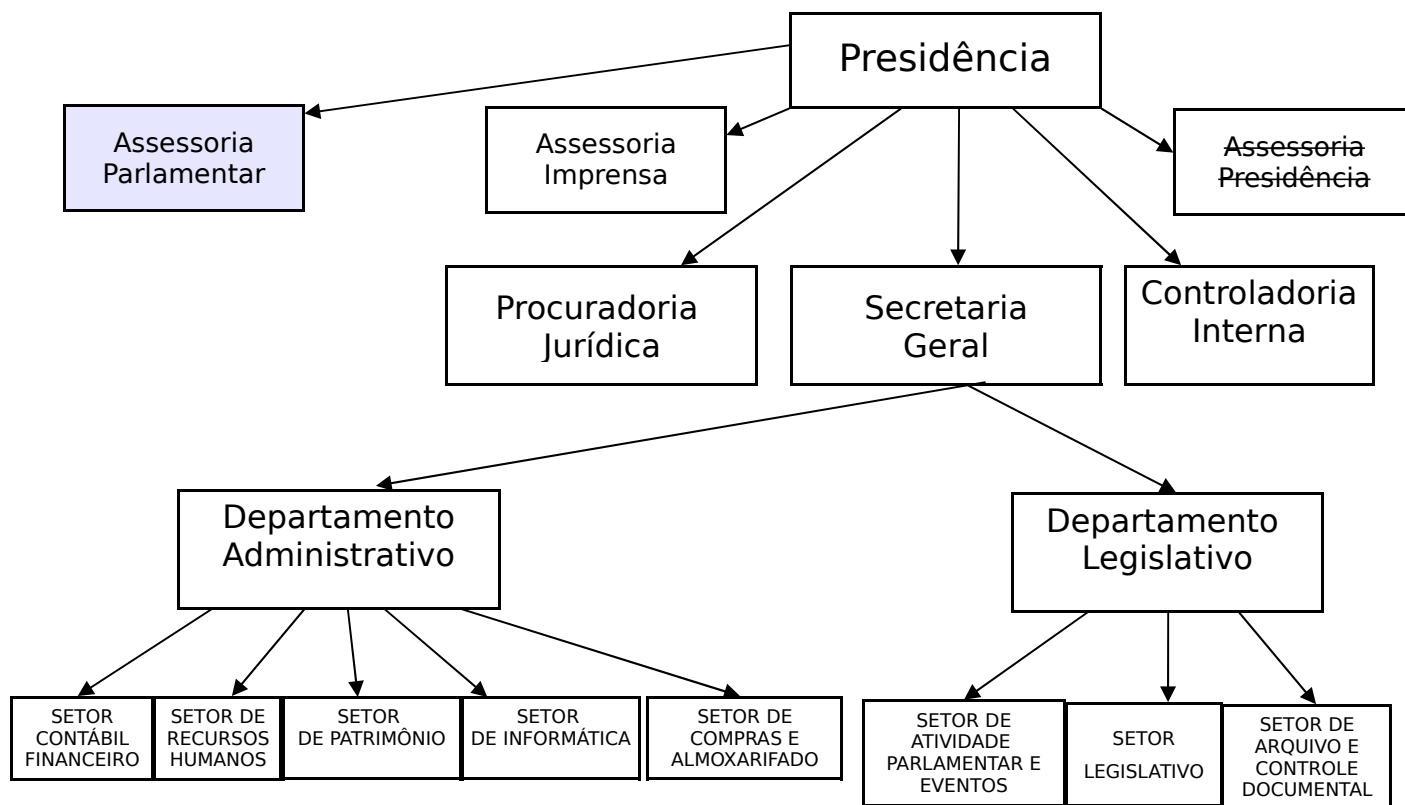 Presidência
Assessoria
Parlamentar
Assessoria
Imprensa
Assessoria
Presidência
Procuradoria
Jurídica
Secretaria
Geral
Controladoria
Interna
Departamento
Administrativo
Departamento
Legislativo
SETOR
CONTÁBIL
FINANCEIRO
SETOR DE
RECURSOS
HUMANOS
SETOR
DE PATRIMÔNIO
SETOR
DE INFORMÁTICA
SETOR DE
COMPRAS E
ALMOXARIFADO
SETOR DE
ATIVIDADE
PARLAMENTAR E
EVENTOS
SETOR
LEGISLATIVO
SETOR DE
ARQUIVO E
CONTROLE
DOCUMENTAL